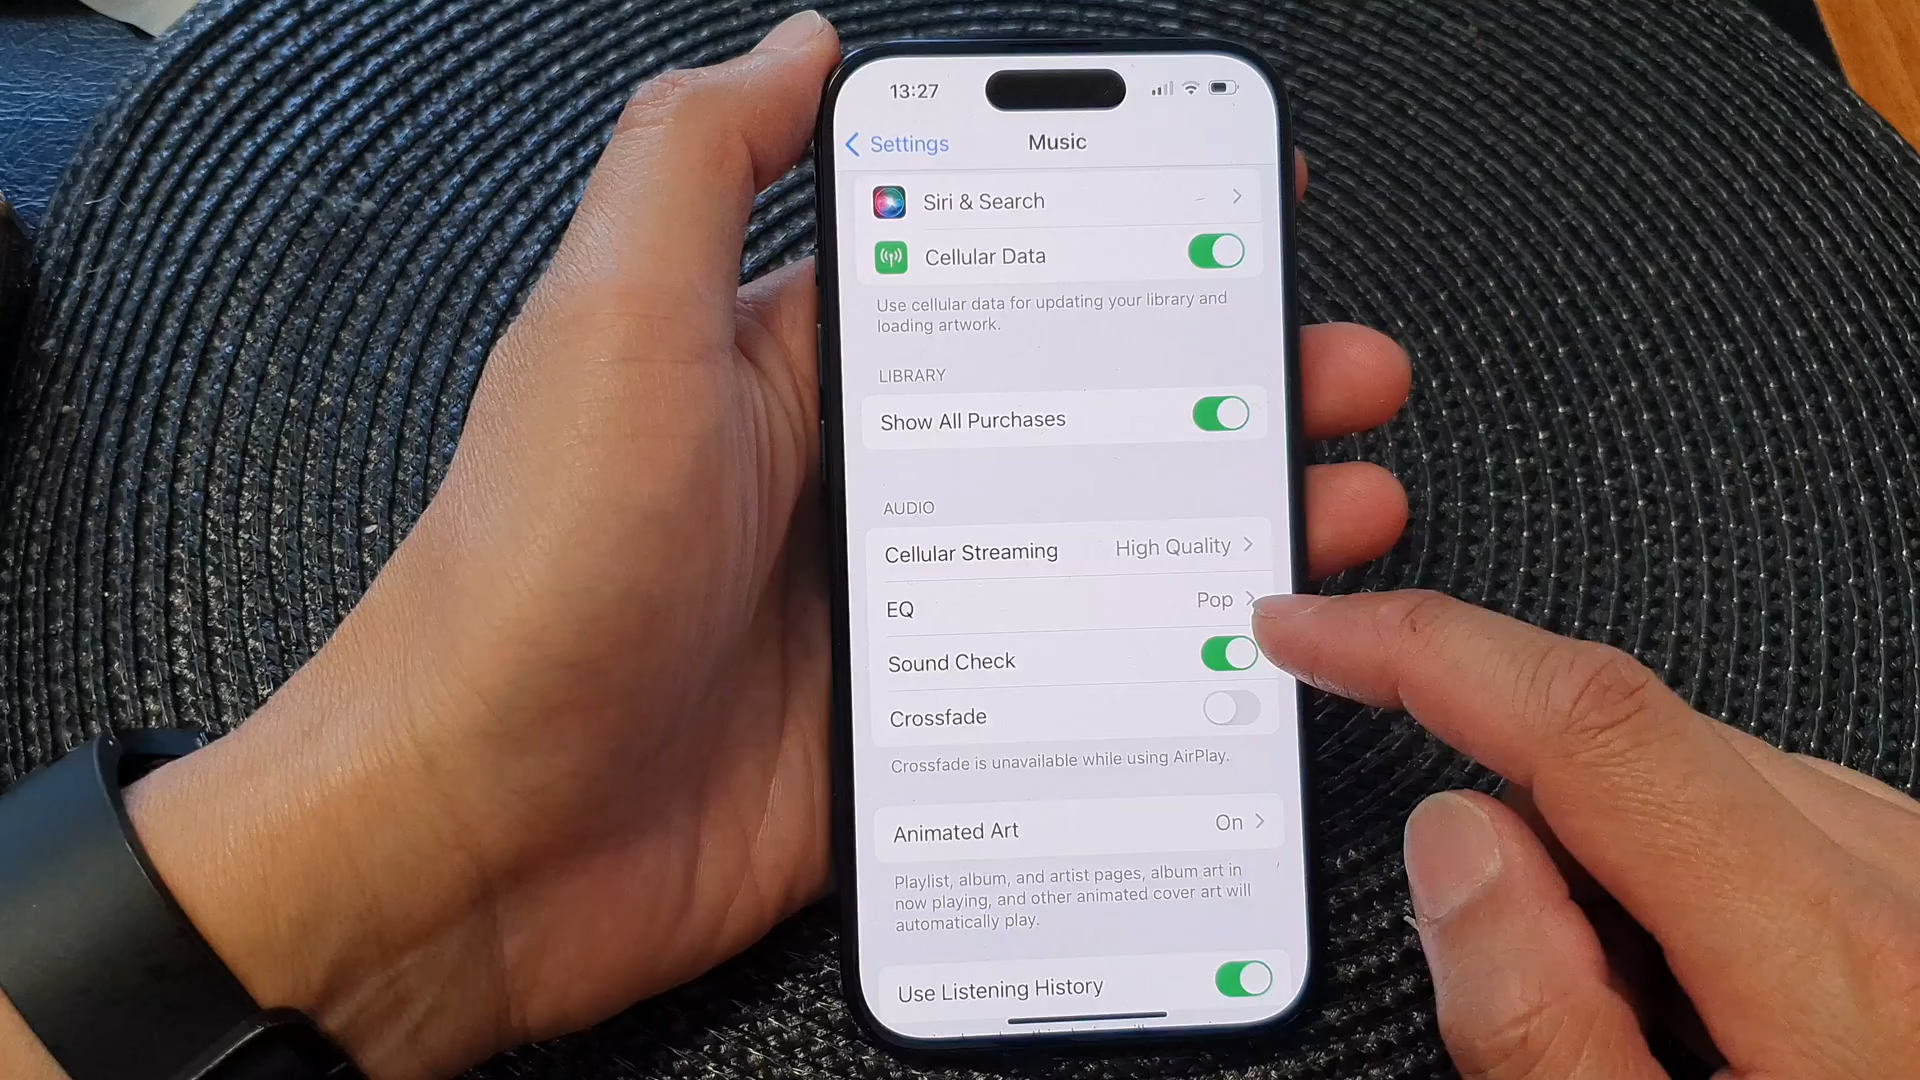 13:27
Settings
Music
Siri & Search
Cellular Data
Use cellular data for updating your library and
loading artwork.
LIBRARY
Show All Purchases
AUDIO
Cellular Streaming High Quality
EQ Pop
Sound Check
Crossfade
Crossfade is unavailable while using AirPlay.
Animated Art On
Playlist, album, and artist pages, album art in
now playing, and other animated cover art will
automatically play.
Use Listening History